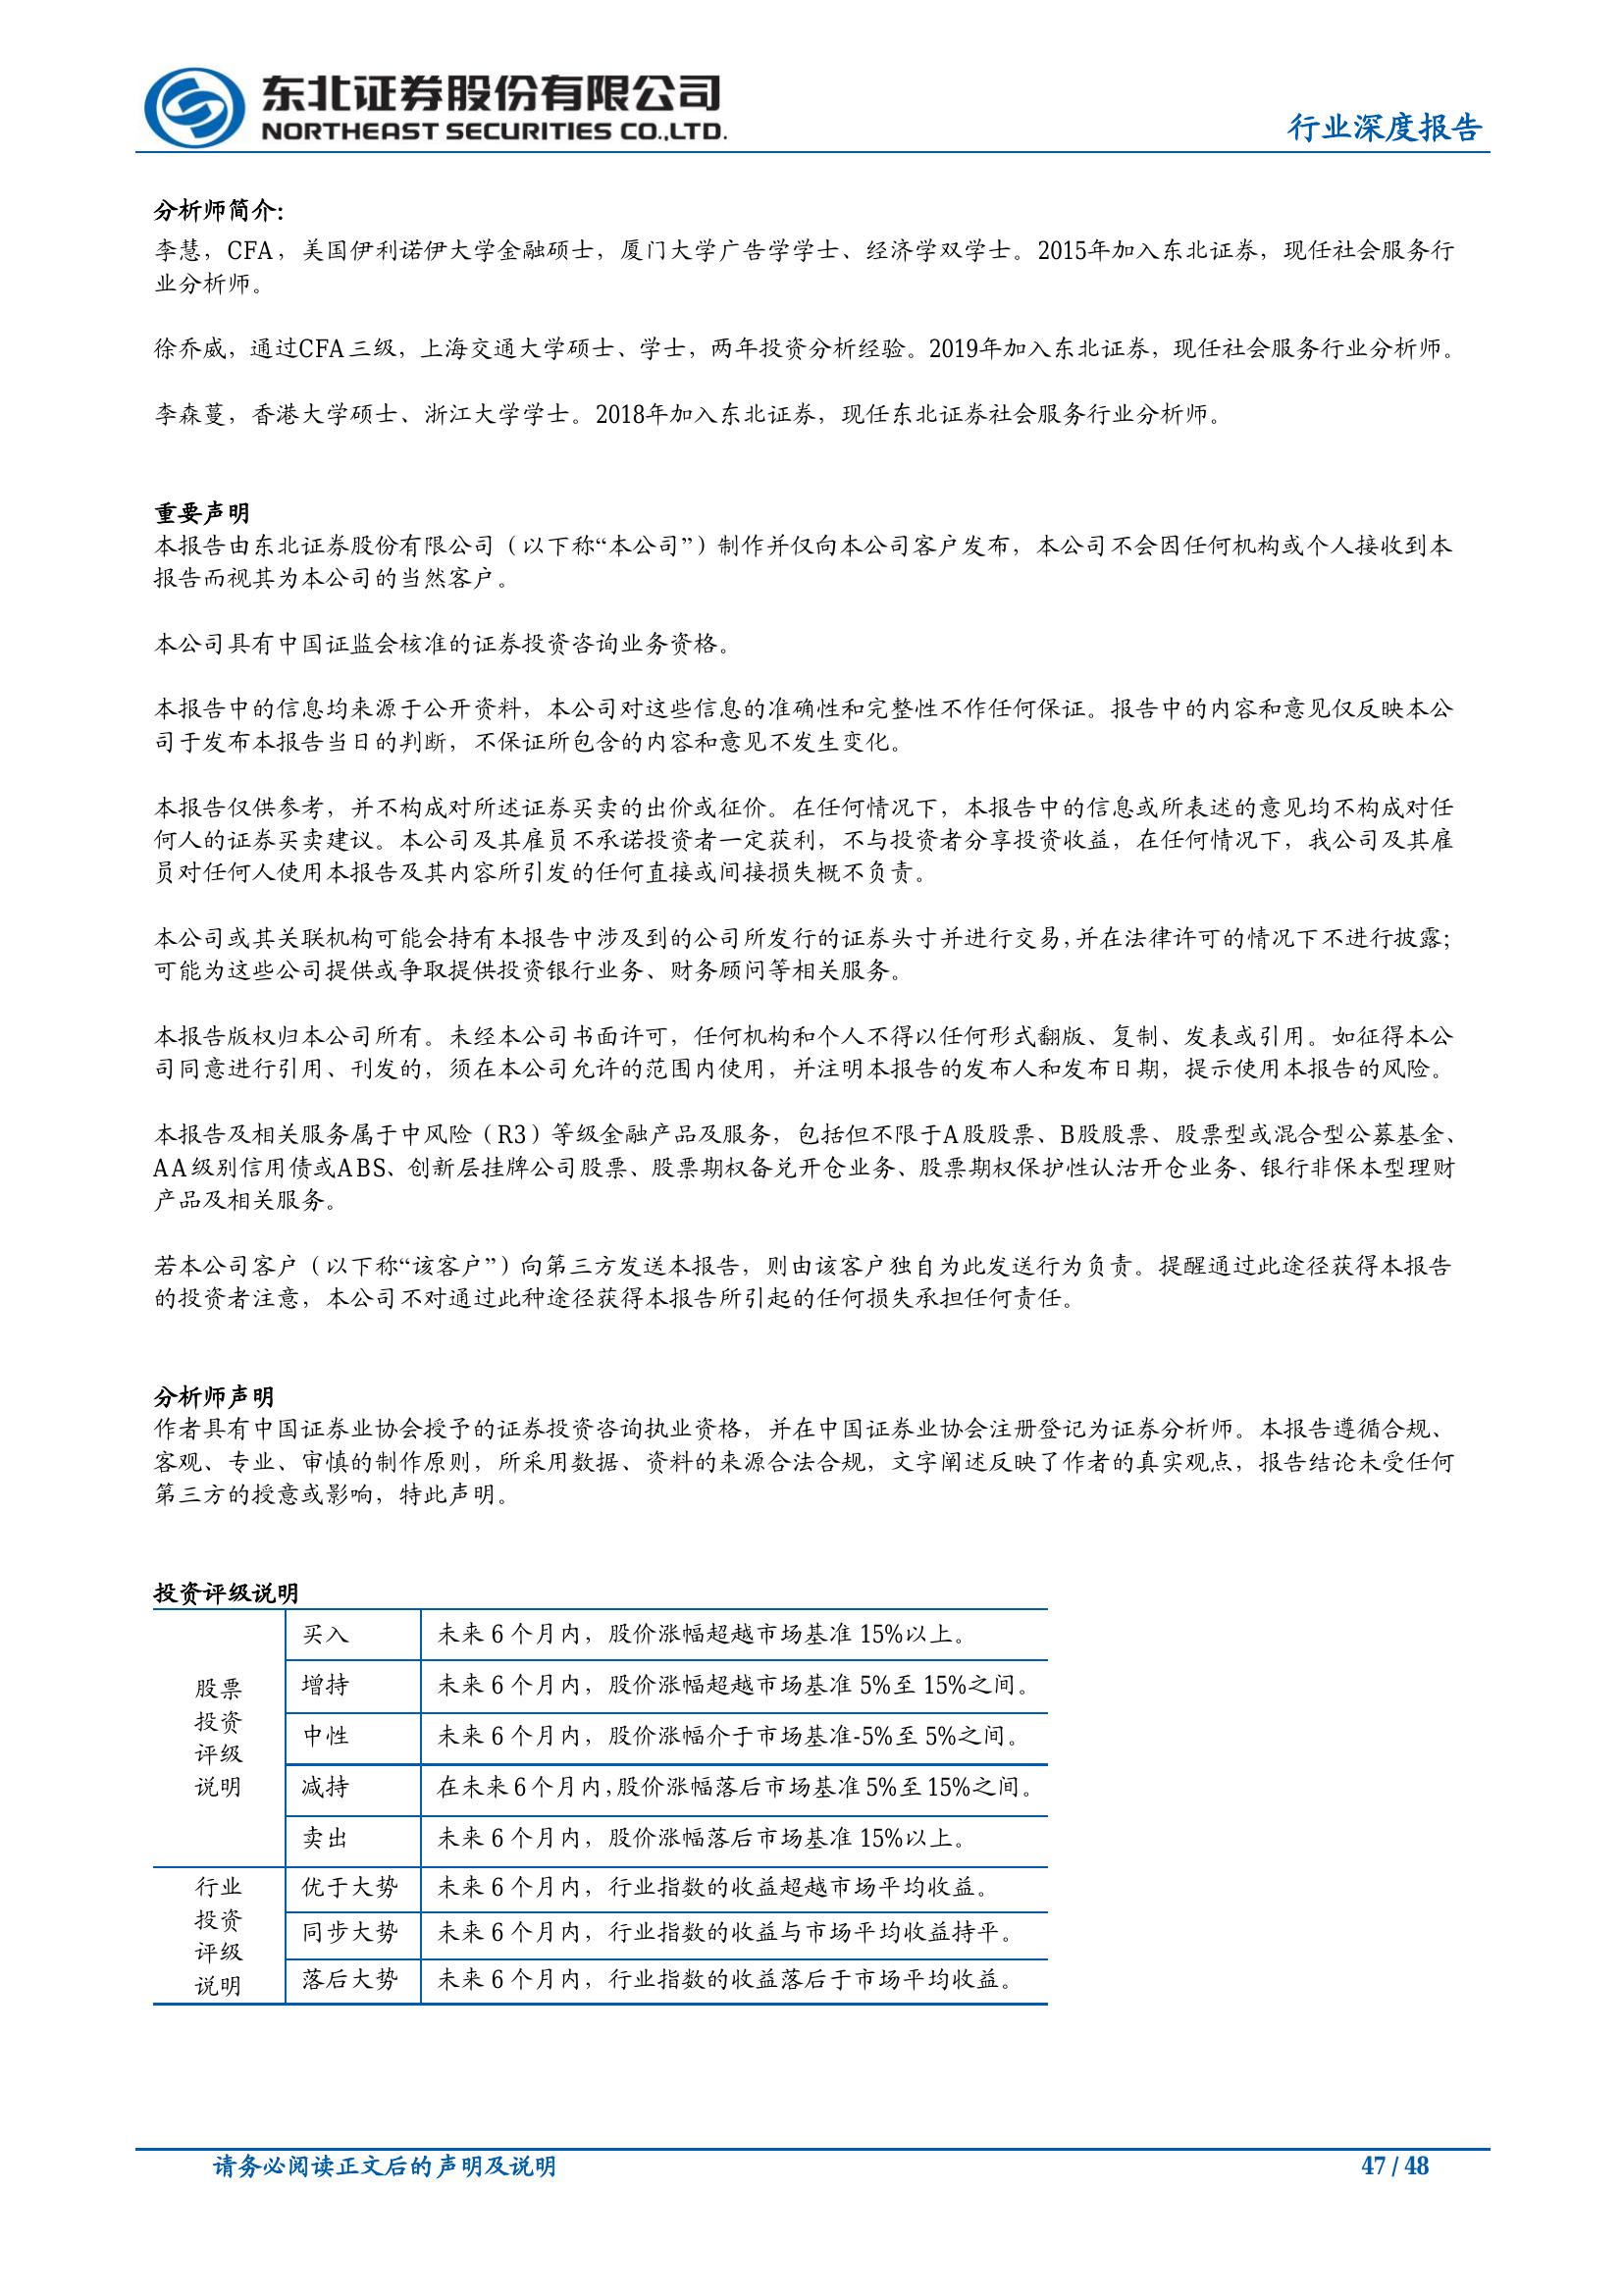 东北证券股份有限公司
NORTHEAST SECURITIES CO.,LTD.
行业深度报告
分析师简介:
李慧，CFA，美国伊利诺伊大学金融硕士，厦门大学广告学学士、经济学双学士。2015年加入东北证券，现任社会服务行
业分析师。
徐乔威，通过CFA三级，上海交通大学硕士、学士，两年投资分析经验。2019年加入东北证券，现任社会服务行业分析师。
李森蔓，香港大学硕士、浙江大学学士。2018年加入东北证券，现任东北证券社会服务行业分析师。
重要声明
本报告由东北证券股份有限公司（以下称“本公司”）制作并仅向本公司客户发布，本公司不会因任何机构或个人接收到本
报告而视其为本公司的当然客户。
本公司具有中国证监会核准的证券投资咨询业务资格。
本报告中的信息均来源于公开资料，本公司对这些信息的准确性和完整性不作任何保证。报告中的内容和意见仅反映本公
司于发布本报告当日的判断，不保证所包含的内容和意见不发生变化。
本报告仅供参考，并不构成对所述证券买卖的出价或征价。在任何情况下，本报告中的信息或所表述的意见均不构成对任
何人的证券买卖建议。本公司及其雇员不承诺投资者一定获利，不与投资者分享投资收益，在任何情况下，我公司及其雇
员对任何人使用本报告及其内容所引发的任何直接或间接损失概不负责。
本公司或其关联机构可能会持有本报告中涉及到的公司所发行的证券头寸并进行交易，并在法律许可的情况下不进行披露；
可能为这些公司提供或争取提供投资银行业务、财务顾问等相关服务。
本报告版权归本公司所有。未经本公司书面许可，任何机构和个人不得以任何形式翻版、复制、发表或引用。如征得本公
司同意进行引用、刊发的，须在本公司允许的范围内使用，并注明本报告的发布人和发布日期，提示使用本报告的风险。
本报告及相关服务属于中风险（R3）等级金融产品及服务，包括但不限于A股股票、B股股票、股票型或混合型公募基金、
AA级别信用债或ABS、创新层挂牌公司股票、股票期权备兑开仓业务、股票期权保护性认沽开仓业务、银行非保本型理财
产品及相关服务。
若本公司客户（以下称“该客户”）向第三方发送本报告，则由该客户独自为此发送行为负责。提醒通过此途径获得本报告
的投资者注意，本公司不对通过此种途径获得本报告所引起的任何损失承担任何责任。
分析师声明
作者具有中国证券业协会授予的证券投资咨询执业资格，并在中国证券业协会注册登记为证券分析师。本报告遵循合规、
客观、专业、审慎的制作原则，所采用数据、资料的来源合法合规，文字阐述反映了作者的真实观点，报告结论未受任何
第三方的授意或影响，特此声明。
投资评级说明
股票
投资
评级
说明
买入 未来 6 个月内，股价涨幅超越市场基准 15%以上。
增持 未来 6 个月内，股价涨幅超越市场基准 5%至 15%之间。
中性 未来 6 个月内，股价涨幅介于市场基准-5%至 5%之间。
减持 在未来 6 个月内，股价涨幅落后市场基准 5%至 15%之间。
卖出 未来 6 个月内，股价涨幅落后市场基准 15%以上。
行业
投资
评级
说明
优于大势 未来 6 个月内，行业指数的收益超越市场平均收益。
同步大势 未来 6 个月内，行业指数的收益与市场平均收益持平。
落后大势 未来 6 个月内，行业指数的收益落后于市场平均收益。
请务必阅读正文后的声明及说明
47 / 48